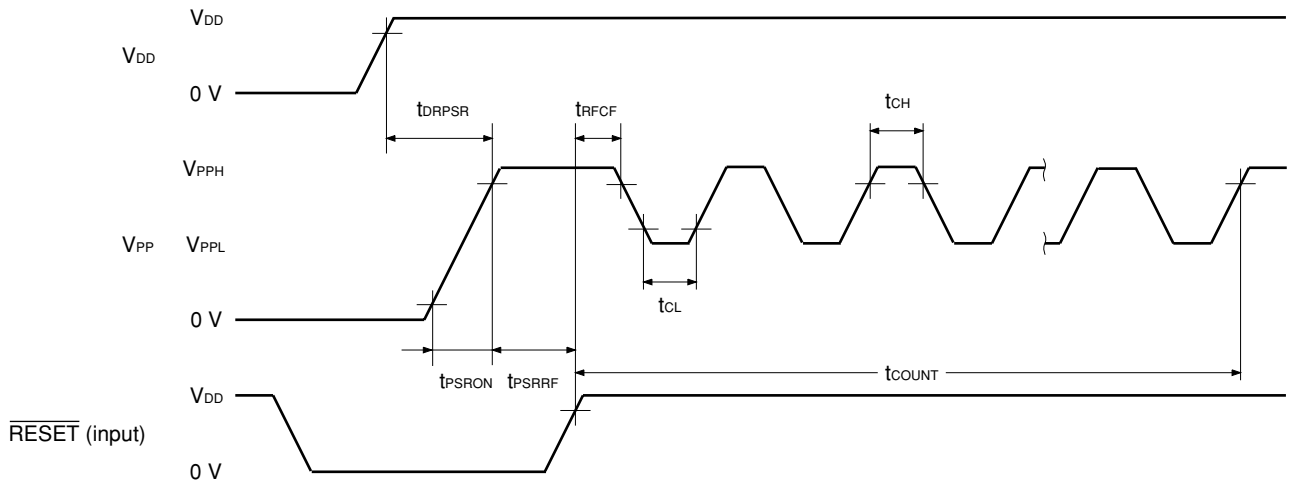 VDD
VDD
0 V
tDRPSR
tRFCF
tCH
VPPH
VPP
VPPL
tCL
0 V
tPSRON
tPSRRF
tCOUNT
VDD
RESET (input)
0 V